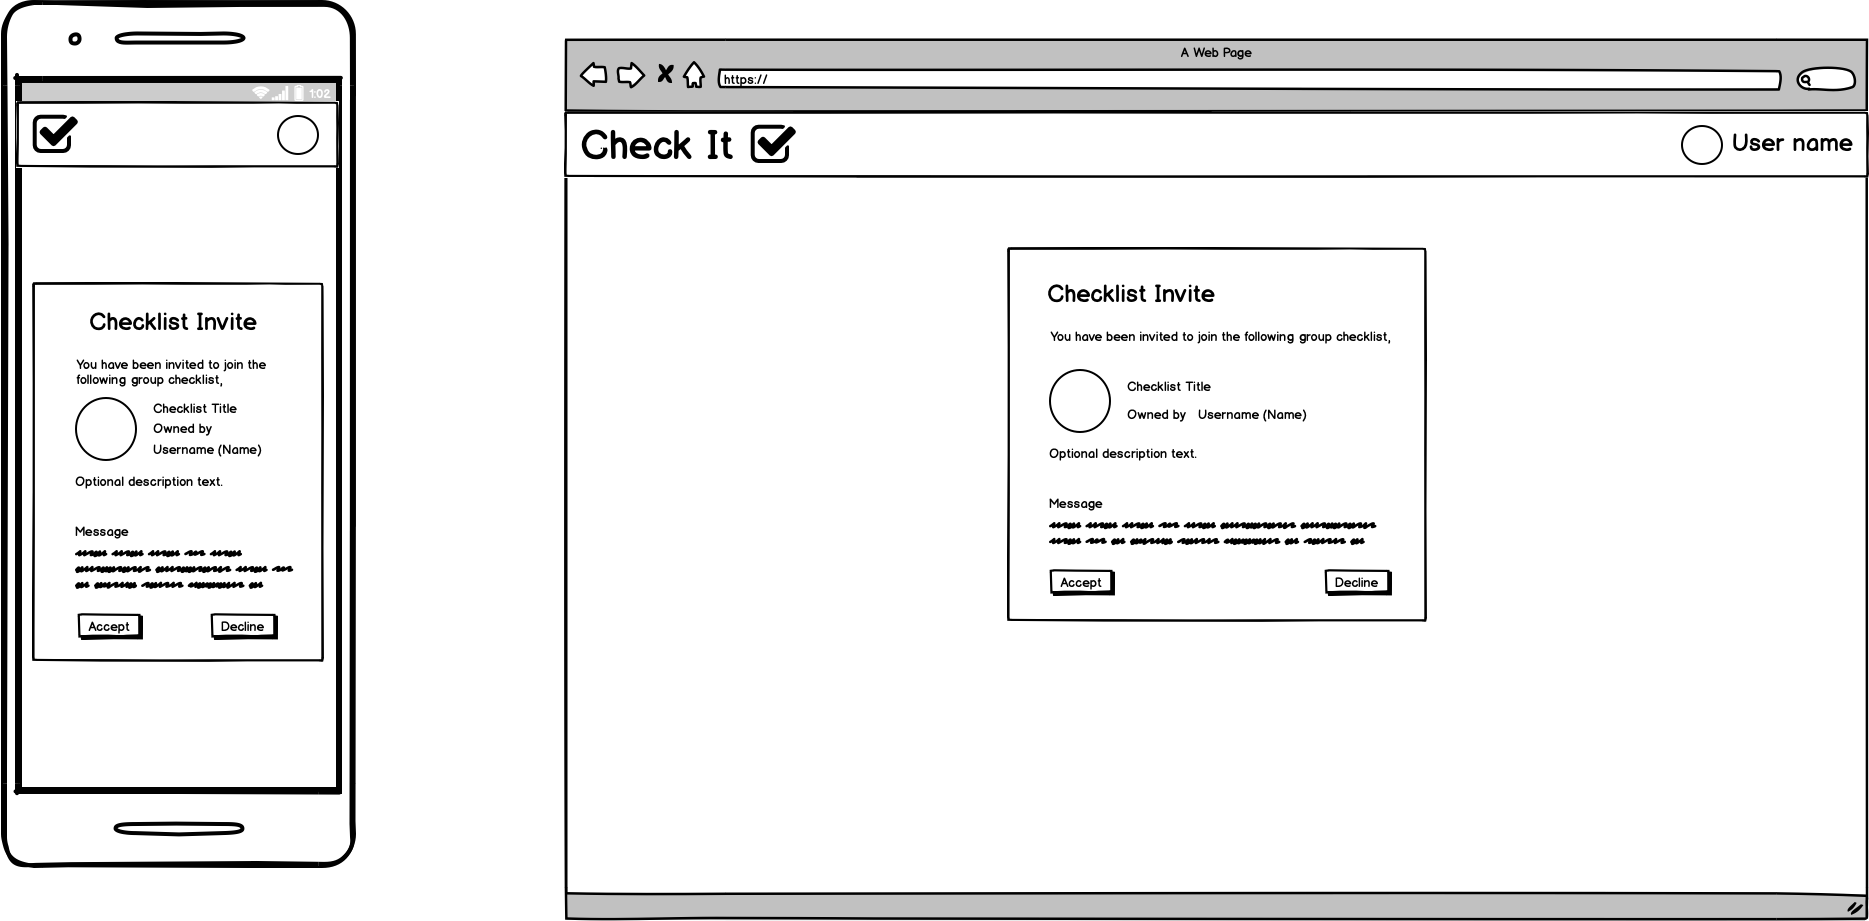 1:02
Checklist Invite
You have been invited to join the
following group checklist,
Checklist Title
Owned by
Username (Name)
Optional description text.
Message
Accept
Decline
A Web Page
https://
Check It
User name
Checklist Invite
You have been invited to join the following group checklist,
Checklist Title
Owned by Username (Name)
Optional description text.
Message
Accept
Decline